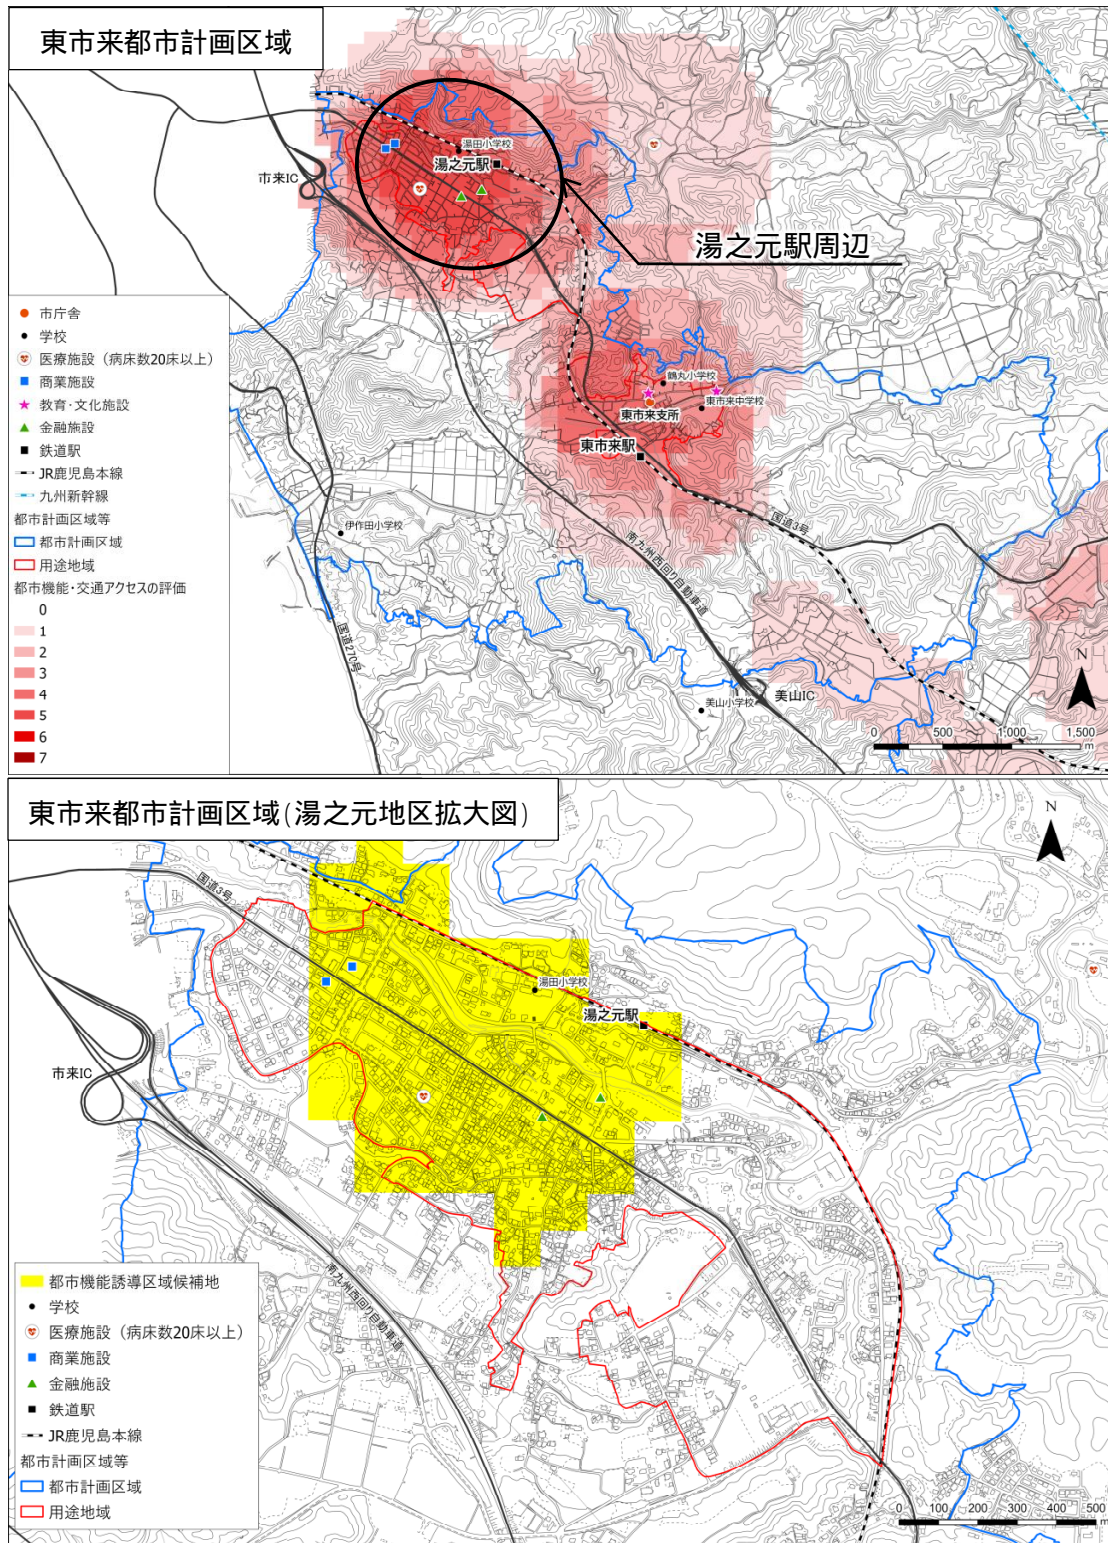 東市来都市計画区域
湯田小学校
湯之元駅
市来IC
湯之元駅周辺
鶴丸小学校
東市来中学校
東市来支所
東市来駅
伊作田小学校
国道3号
南九州西回り自動車道
国道270号
美山小学校
美山IC
市庁舎
学校
医療施設（病床数20床以上）
商業施設
教育・文化施設
金融施設
鉄道駅
JR鹿児島本線
九州新幹線
都市計画区域等
都市計画区域
用途地域
都市機能・交通アクセスの評価
0
1
2
3
4
5
6
7
N
0 500 1,000 1,500
m
東市来都市計画区域(湯之元地区拡大図)
N
国道3号
湯田小学校
湯之元駅
市来IC
南九州西回り自動車道
都市機能誘導区域候補地
学校
医療施設（病床数20床以上）
商業施設
金融施設
鉄道駅
JR鹿児島本線
都市計画区域等
都市計画区域
用途地域
0 100 200 300 400 500
m